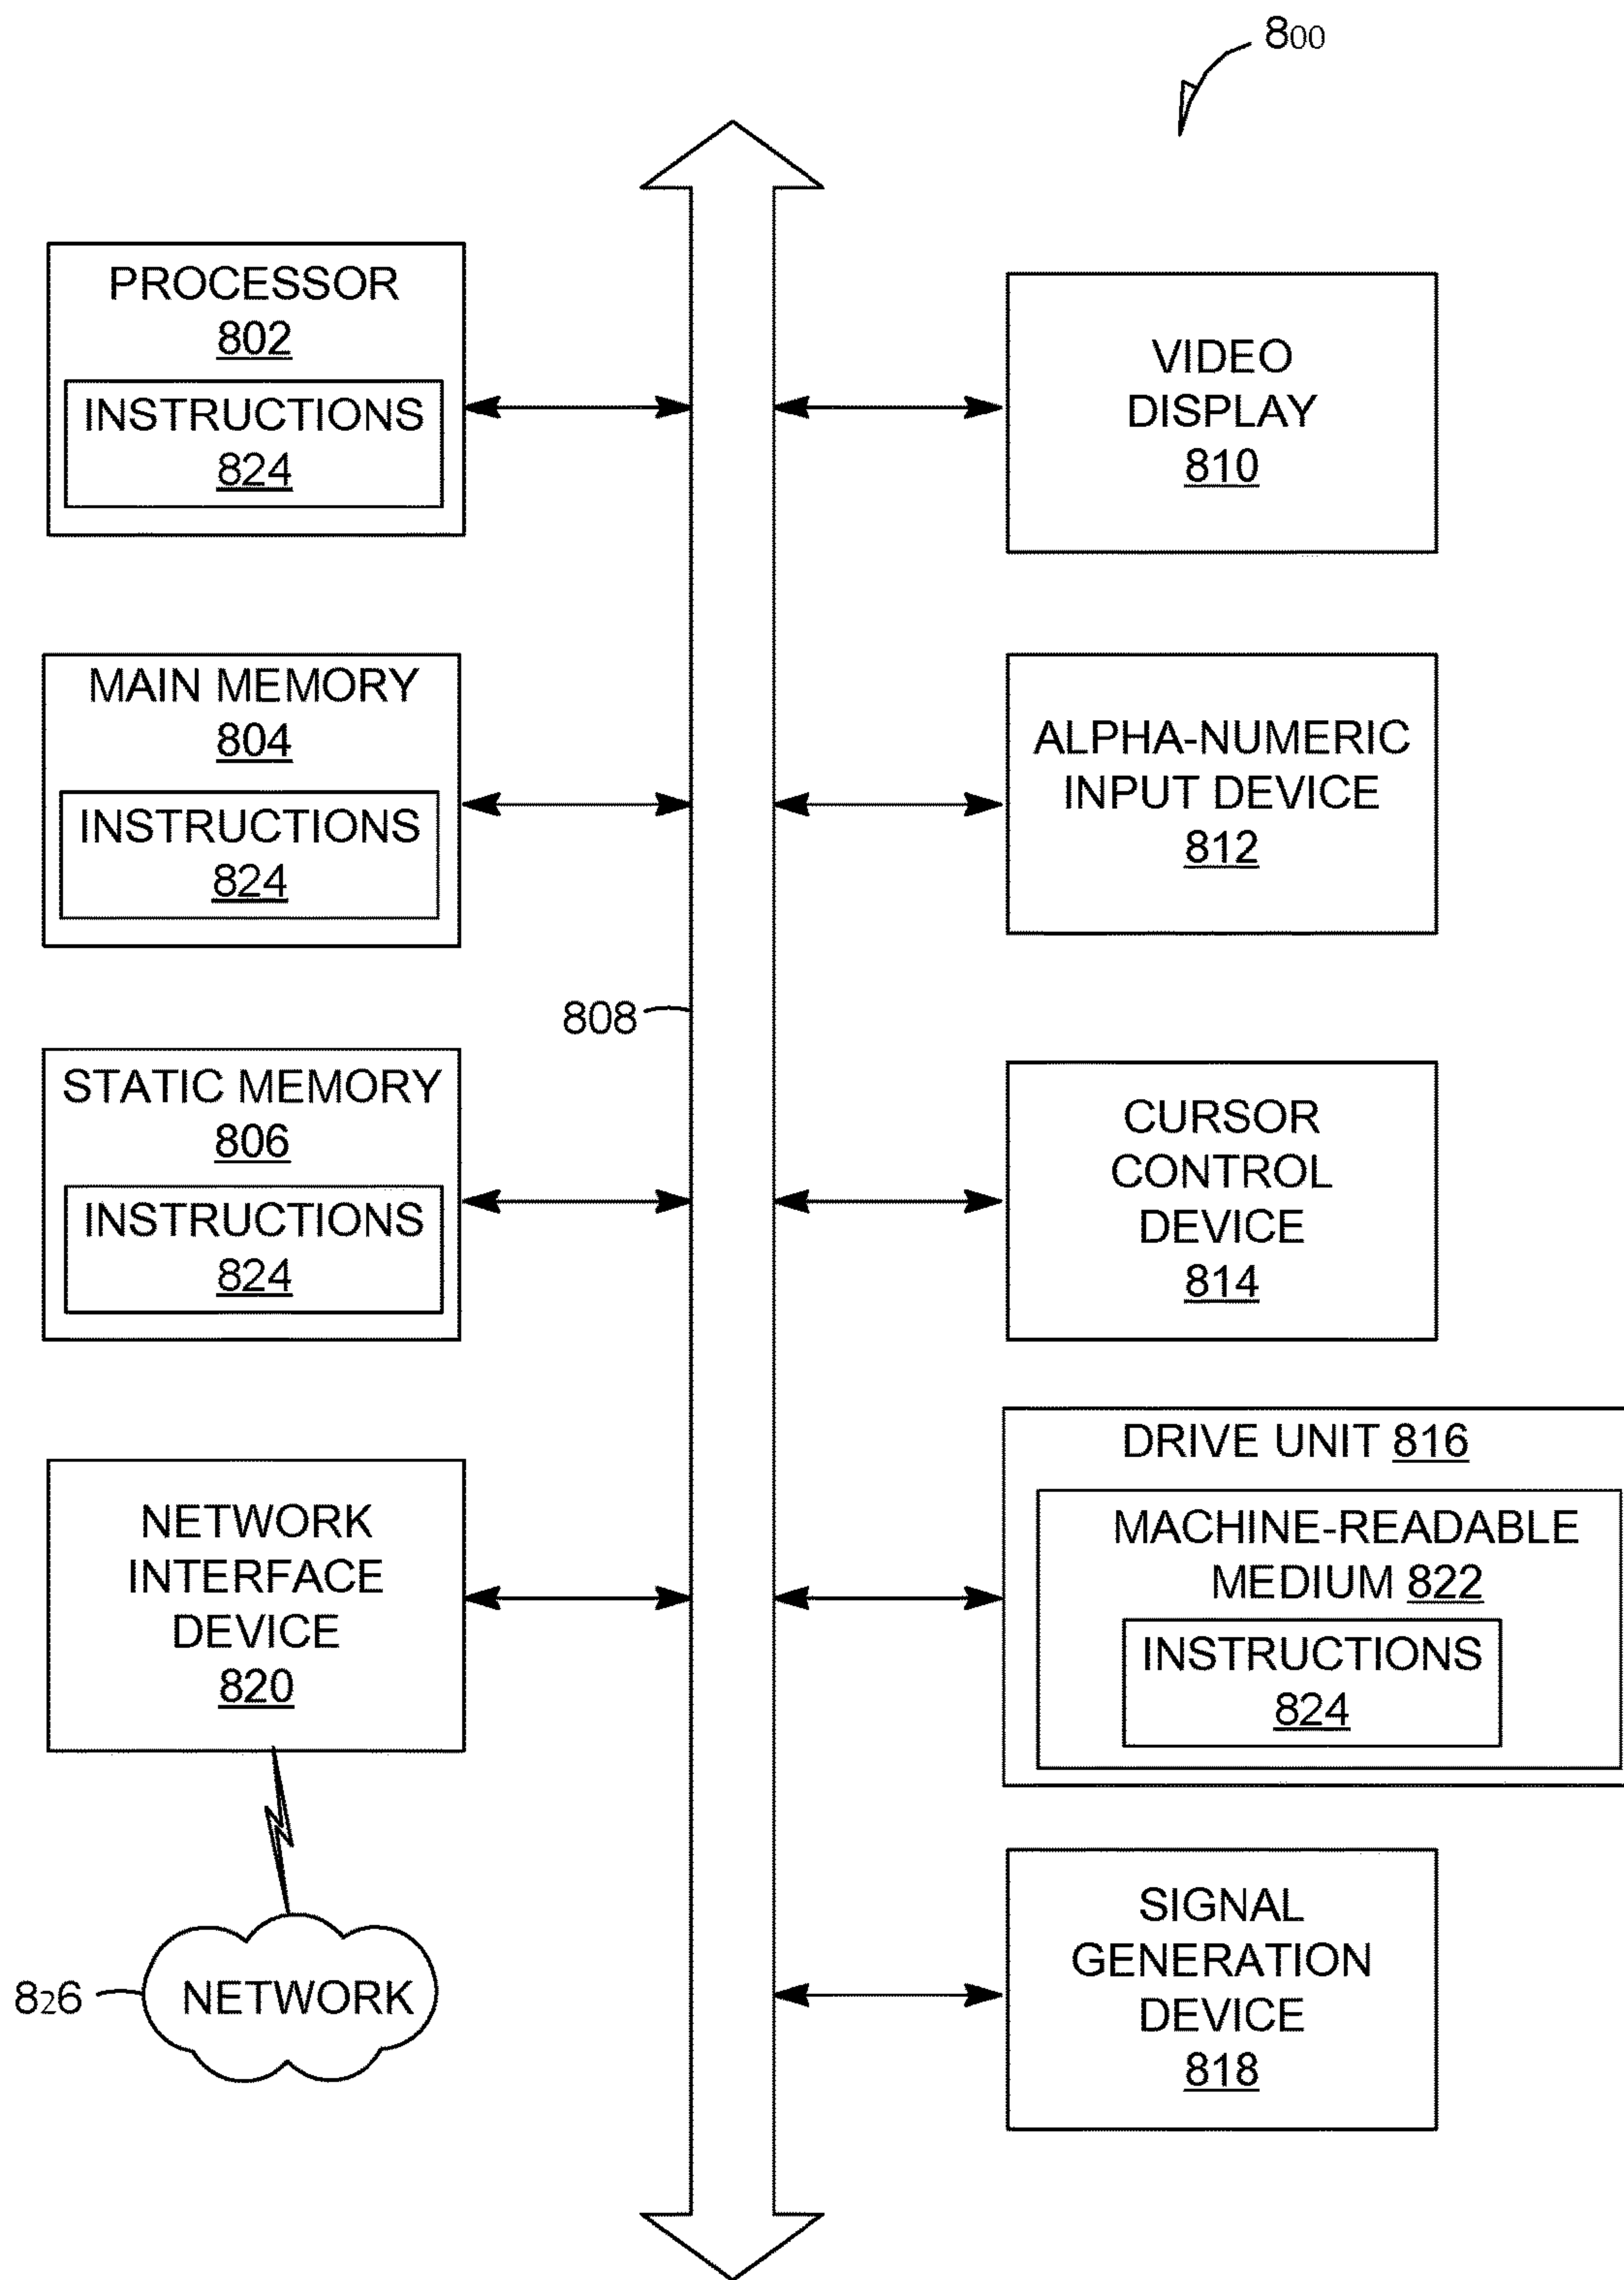 800
PROCESSOR
802
INSTRUCTIONS
824
MAIN MEMORY
804
INSTRUCTIONS
824
808
STATIC MEMORY
806
INSTRUCTIONS
824
NETWORK
INTERFACE
DEVICE
820
826
NETWORK
VIDEO
DISPLAY
810
ALPHA-NUMERIC
INPUT DEVICE
812
CURSOR
CONTROL
DEVICE
814
DRIVE UNIT 816
MACHINE-READABLE
MEDIUM 822
INSTRUCTIONS
824
SIGNAL
GENERATION
DEVICE
818